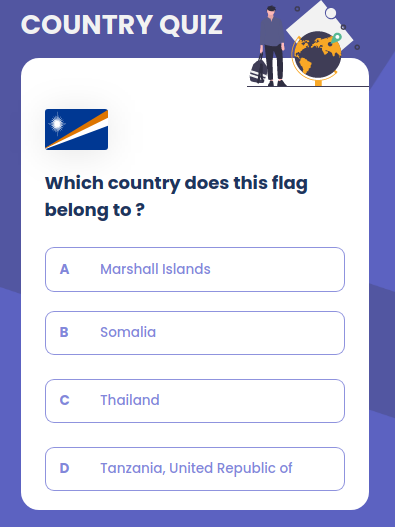 COUNTRY QUIZ
Which country does this flag
belong to ?
A Marshall Islands
B Somalia
C Thailand
D Tanzania, United Republic of